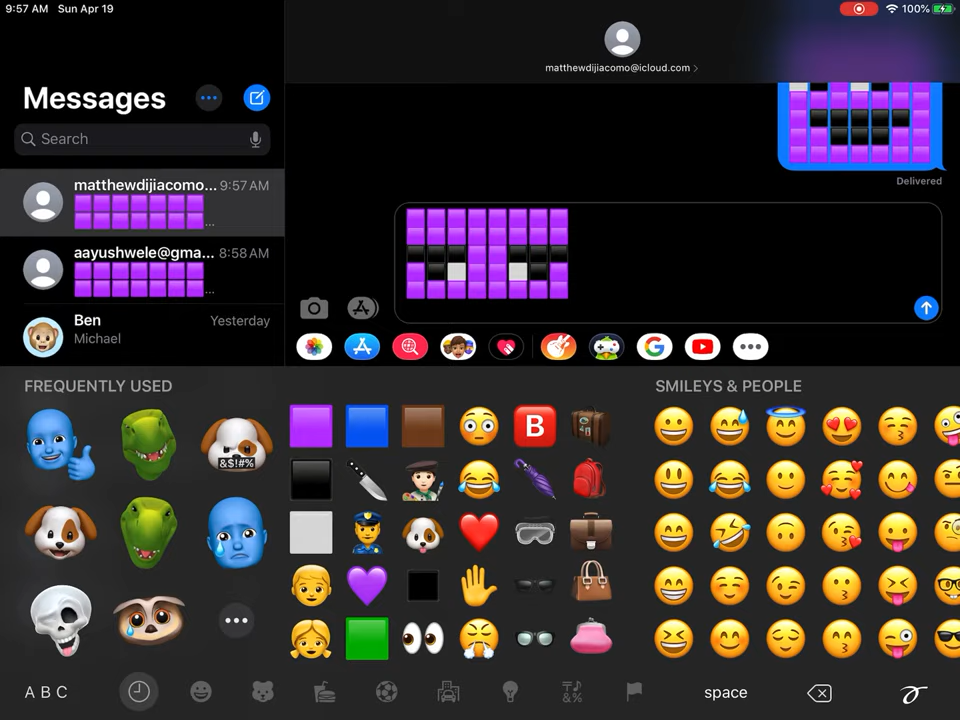 9:57 AM Sun Apr 19
100%
matthewdijiacomo@icloud.com >
Messages
Search
matthewdijiacomo... 9:57 AM
...
Delivered
aayushwele@gma... 8:58 AM
...
Ben Yesterday
Michael
FREQUENTLY USED
SMILEYS & PEOPLE
&$!#%
B
G
A B C
&%
space